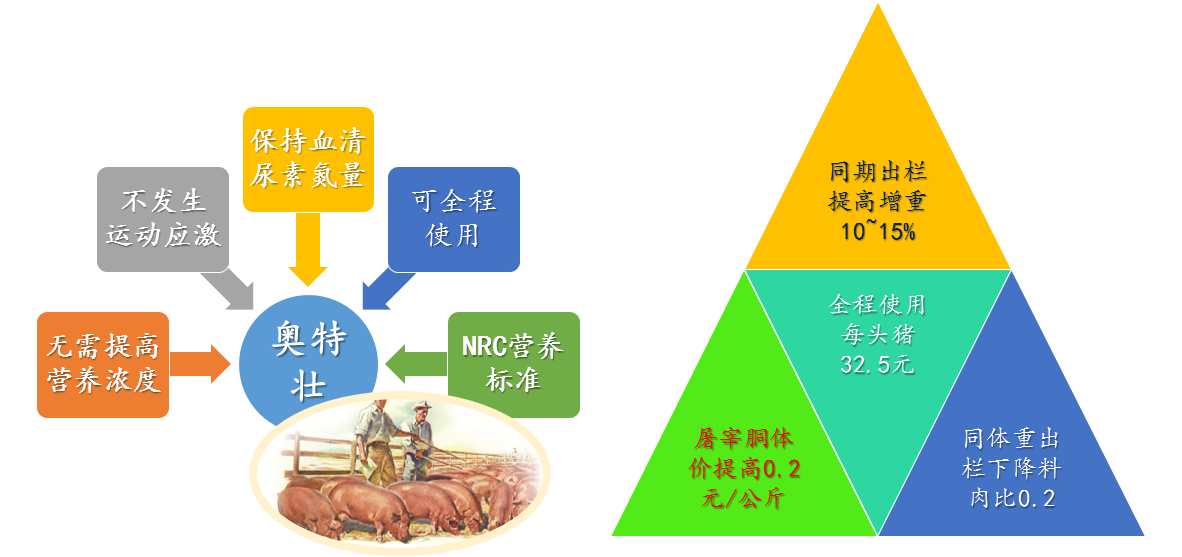 保持血清
尿素氮量
不发生
运动应激
可全程
使用
无需提高
营养浓度
奥特
壮
NRC营养
标准
同期出栏
提高增重
10~15%
全程使用
每头猪
32.5元
屠宰胴体
价提高0.2
元/公斤
同体重出
栏下降料
肉比0.2